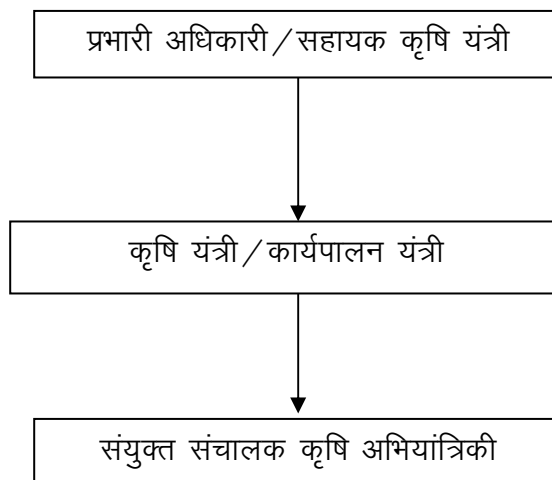 प्रभारी अधिकारी/सहायक कृषि यंत्री
कृषि यंत्री/कार्यपालन यंत्री
संयुक्त संचालक कृषि अभियांत्रिकी